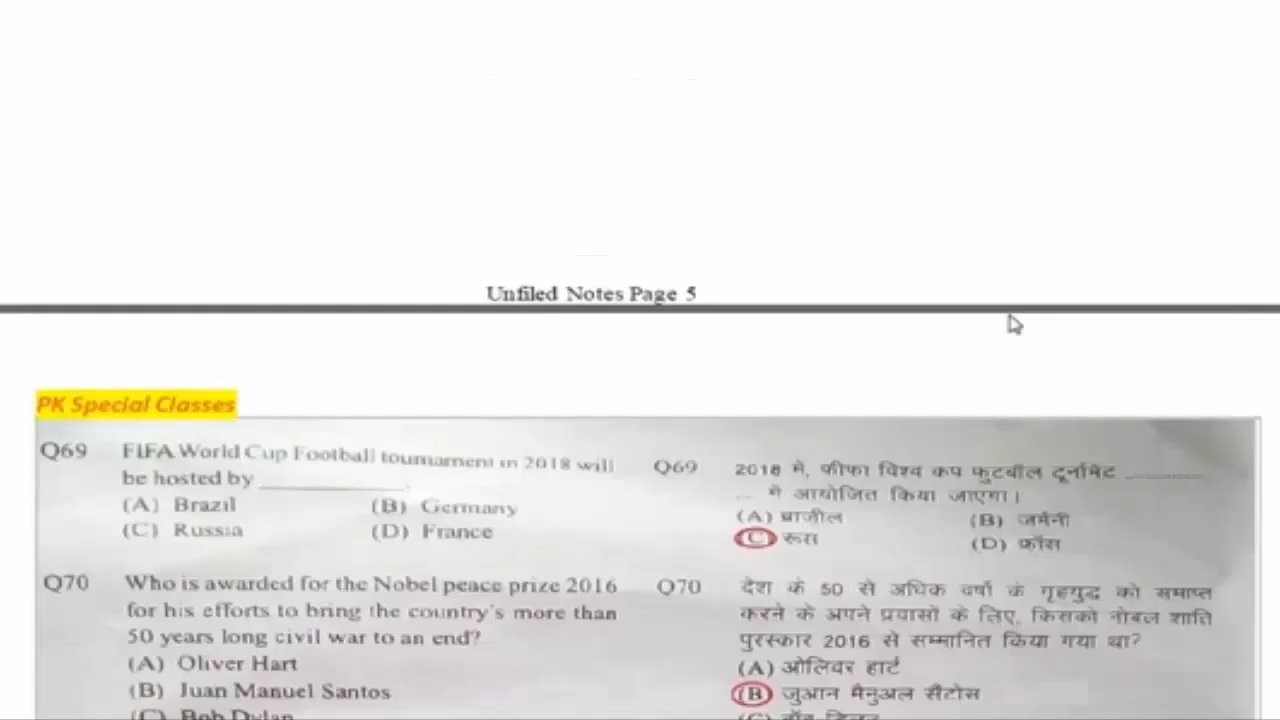 Unfiled Notes Page 5
PK Special Classes
Q69 FIFA World Cup Football tournament in 2018 will
be hosted by ____________.
(A) Brazil (B) Germany
(C) Russia (D) France
Q70 Who is awarded for the Nobel peace prize 2016
for his efforts to bring the country's more than
50 years long civil war to an end?
(A) Oliver Hart
(B) Juan Manuel Santos
(C) Bob Dylan
Q69 2018 में, फीफा विश्व कप फुटबॉल टूर्नामेंट ..........
... में आयोजित किया जाएगा।
(A) ब्राजील (B) जर्मनी
(C) रूस (D) फ्रॉस
Q70 देश के 50 से अधिक वर्षों के गृहयुद्ध को समाप्त
करने के अपने प्रयासों के लिए, किसको नोबल शांति
पुरस्कार 2016 से सम्मानित किया गया था?
(A) ओलिवर हार्ट
(B) जुआन मैनुअल सैंटोस
(C)